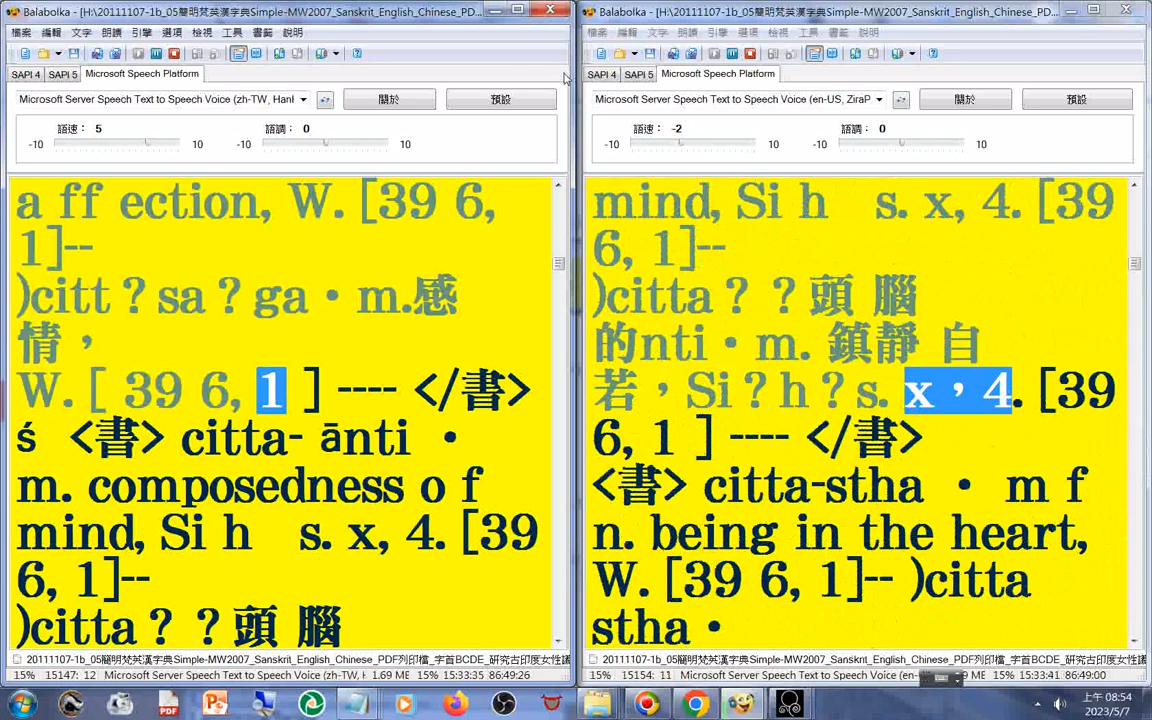 Balabolka - [H:\20111107-1b_05簡明梵英漢字典Simple-MW2007_Sanskrit_English_Chinese_PD...
檔案 編輯 文字 朗讀 引擎 選項 檢視 工具 書籤 說明
SAPI 4 SAPI 5 Microsoft Speech Platform
Microsoft Server Speech Text to Speech Voice (zh-TW, Hanl 關於 預設
語速： 5 語調： 0
-10 10 -10 10
a ff ection, W. [39 6,
1]--
)citt？sa？ga•m.感
情，
W. [ 39 6, 1 ] ---- </書>
ś <書> citta- ānti •
m. composedness o f
mind, Si h s. x, 4. [39
6, 1]--
)citta？？頭 腦
20111107-1b_05簡明梵英漢字典Simple-MW2007_Sanskrit_English_Chinese_PDF列印檔_字首BCDE_研究古印度女性議
15% 15147: 12 Microsoft Server Speech Text to Speech Voice (zh-TW, H 1.69 MB 15% 15:33:35 86:49:26
Balabolka - [H:\20111107-1b_05簡明梵英漢字典Simple-MW2007_Sanskrit_English_Chinese_PD...
檔案 編輯 文字 朗讀 引擎 選項 檢視 工具 書籤 說明
SAPI 4 SAPI 5 Microsoft Speech Platform
Microsoft Server Speech Text to Speech Voice (en-US, ZiraP 關於 預設
語速： -2 語調： 0
-10 10 -10 10
mind, Si h s. x, 4. [39
6, 1]--
)citta？？頭 腦
的nti•m. 鎮靜 自
若，Si？h？s. x，4. [39
6, 1 ] ---- </書>
<書> citta-stha • m f
n. being in the heart,
W. [39 6, 1]-- )citta
stha•
20111107-1b_05簡明梵英漢字典Simple-MW2007_Sanskrit_English_Chinese_PDF列印檔_字首BCDE_研究古印度女性議
15% 15154: 11 Microsoft Server Speech Text to Speech Voice (en-US, MB 15% 15:33:41 86:49:00
PDF
上午 08:54
2023/5/7